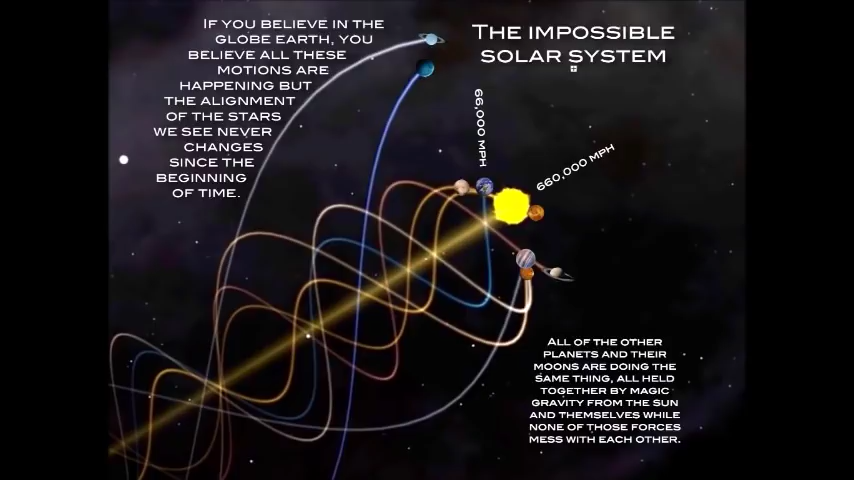 IF YOU BELIEVE IN THE
GLOBE EARTH, YOU
BELIEVE ALL THESE
MOTIONS ARE
HAPPENING BUT
THE ALIGNMENT
OF THE STARS
WE SEE NEVER
CHANGES
SINCE THE
BEGINNING
OF TIME.
THE IMPOSSIBLE
SOLAR SYSTEM
66,000 MPH
660,000 MPH
ALL OF THE OTHER
PLANETS AND THEIR
MOONS ARE DOING THE
SAME THING, ALL HELD
TOGETHER BY MAGIC
GRAVITY FROM THE SUN
AND THEMSELVES WHILE
NONE OF THOSE FORCES
MESS WITH EACH OTHER.